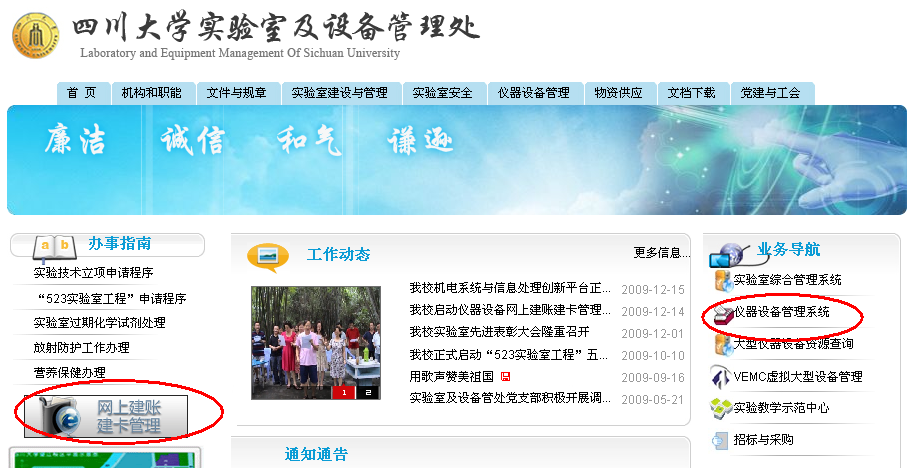 四川大学实验室及设备管理处
Laboratory and Equipment Management Of Sichuan University
首 页 机构和职能 文件与规章 实验室建设与管理 实验室安全 仪器设备管理 物资供应 文档下载 党建与工会
廉洁 诚信 和气 谦逊
a b 办事指南
实验技术立项申请程序
“523实验室工程”申请程序
实验室过期化学试剂处理
放射防护工作办理
营养保健办理
网上建账
建卡管理
工作动态 更多信息...
我校机电系统与信息处理创新平台正... 2009-12-15
我校启动仪器设备网上建账建卡管理... 2009-12-14
我校实验室先进表彰大会隆重召开 2009-12-01
我校正式启动“523实验室工程”五... 2009-10-10
用歌声赞美祖国 2009-09-16
实验室及设备管处党支部积极开展调... 2009-05-21
1 2
通知通告
业务导航
实验室综合管理系统
仪器设备管理系统
大型仪器设备资源查询
VEMC虚拟大型设备管理
实验教学示范中心
招标与采购